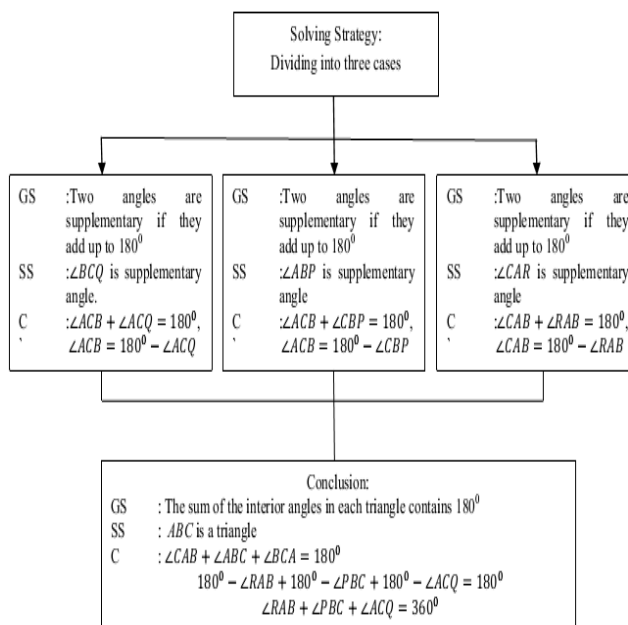 Solving Strategy:
Dividing into three cases
GS :Two angles are
supplementary if they
add up to 180⁰
SS :∠BCQ is supplementary
angle.
C :∠ACB + ∠ACQ = 180⁰,
` ∠ACB = 180⁰ − ∠ACQ
GS :Two angles are
supplementary if they
add up to 180⁰
SS :∠ABP is supplementary
angle
C :∠ACB + ∠CBP = 180⁰,
` ∠ACB = 180⁰ − ∠CBP
GS :Two angles are
supplementary if they
add up to 180⁰
SS :∠CAR is supplementary
angle
C :∠CAB + ∠RAB = 180⁰,
` ∠CAB = 180⁰ − ∠RAB
Conclusion:
GS : The sum of the interior angles in each triangle contains 180⁰
SS : ABC is a triangle
C : ∠CAB + ∠ABC + ∠BCA = 180⁰
180⁰ − ∠RAB + 180⁰ − ∠PBC + 180⁰ − ∠ACQ = 180⁰
∠RAB + ∠PBC + ∠ACQ = 360⁰